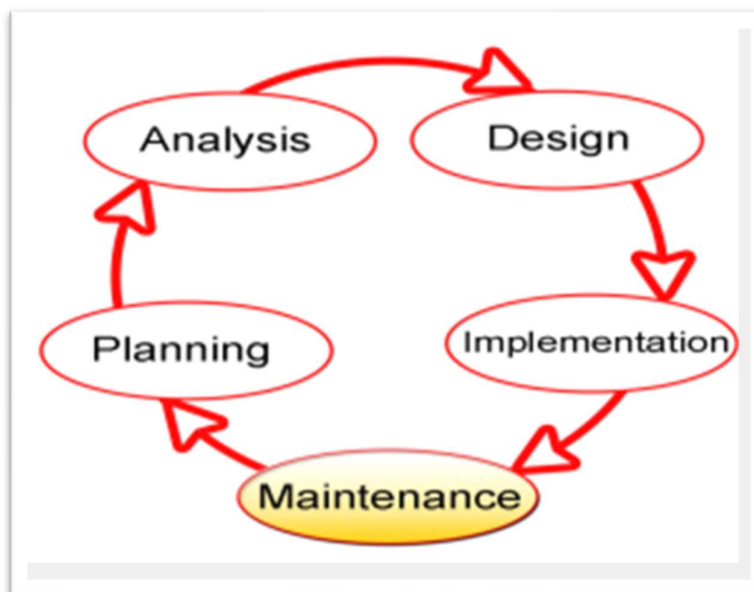 Analysis
Design
Planning
Implementation
Maintenance